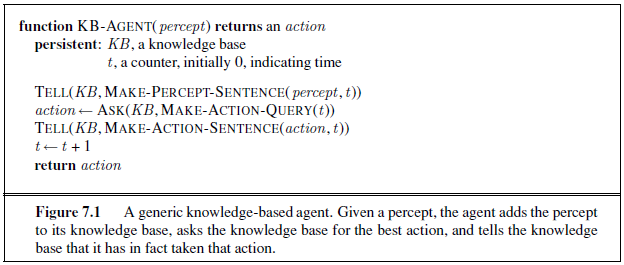 function KB-AGENT(percept) returns an action
persistent: KB, a knowledge base
t, a counter, initially 0, indicating time
TELL(KB, MAKE-PERCEPT-SENTENCE(percept, t))
action ← ASK(KB, MAKE-ACTION-QUERY(t))
TELL(KB, MAKE-ACTION-SENTENCE(action, t))
t ← t + 1
return action
Figure 7.1 A generic knowledge-based agent. Given a percept, the agent adds the percept
to its knowledge base, asks the knowledge base for the best action, and tells the knowledge
base that it has in fact taken that action.